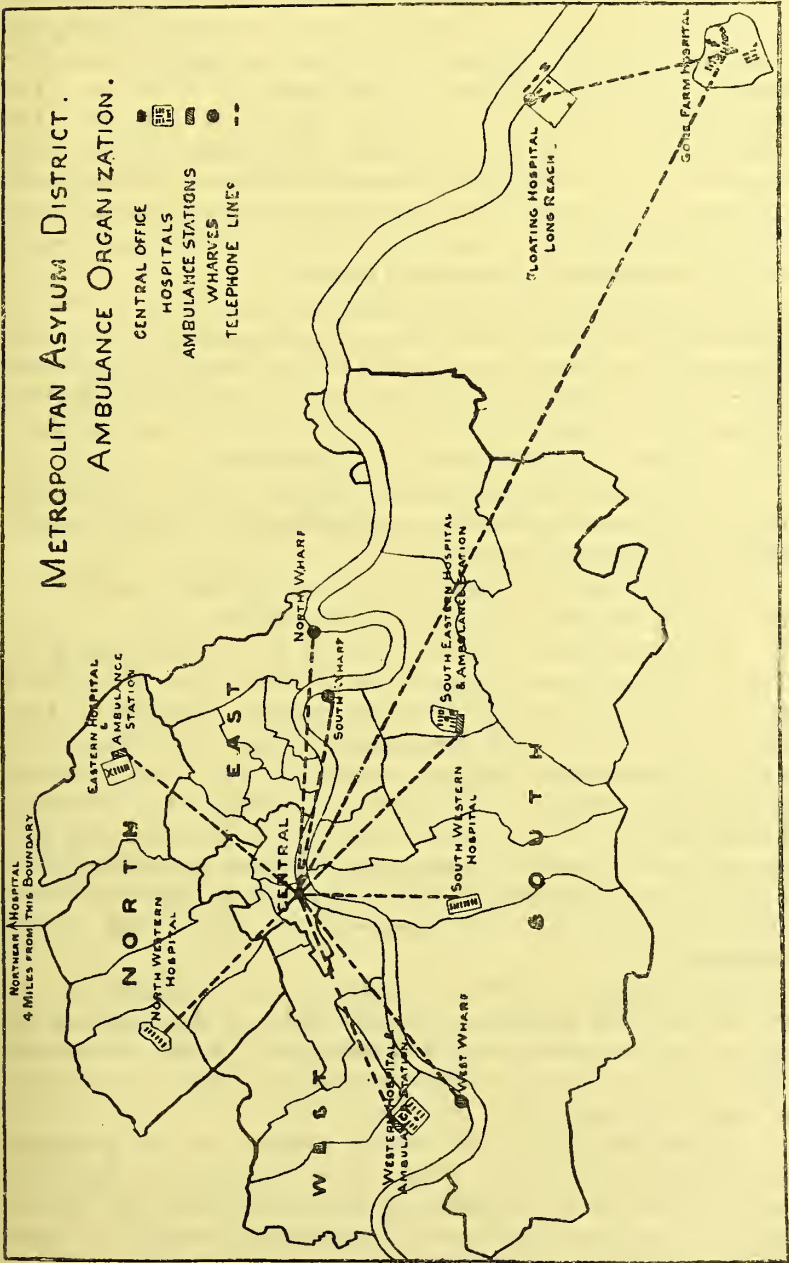 METROPOLITAN ASYLUM DISTRICT.
AMBULANCE ORGANIZATION.
CENTRAL OFFICE
HOSPITALS
AMBULANCE STATIONS
WHARVES
TELEPHONE LINES
NORTHERN HOSPITAL
4 MILES FROM THIS BOUNDARY
EASTERN HOSPITAL
&
AMBULANCE
STATION
NORTH
NORTH WESTERN
HOSPITAL
EAST
CENTRAL
WEST
NORTH WHARF
SOUTH WHARF
WESTERN HOSPITAL &
AMBULANCE STATION
WEST WHARF
SOUTH WESTERN
HOSPITAL
SOUTH EASTERN HOSPITAL
& AMBULANCE STATION
SOUTH
FLOATING HOSPITAL
LONG REACH.
GORE FARM HOSPITAL